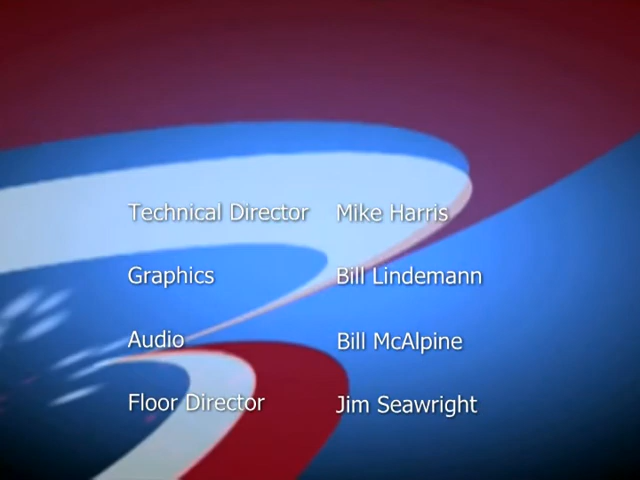 Technical Director Mike Harris
Graphics Bill Lindemann
Audio Bill McAlpine
Floor Director Jim Seawright